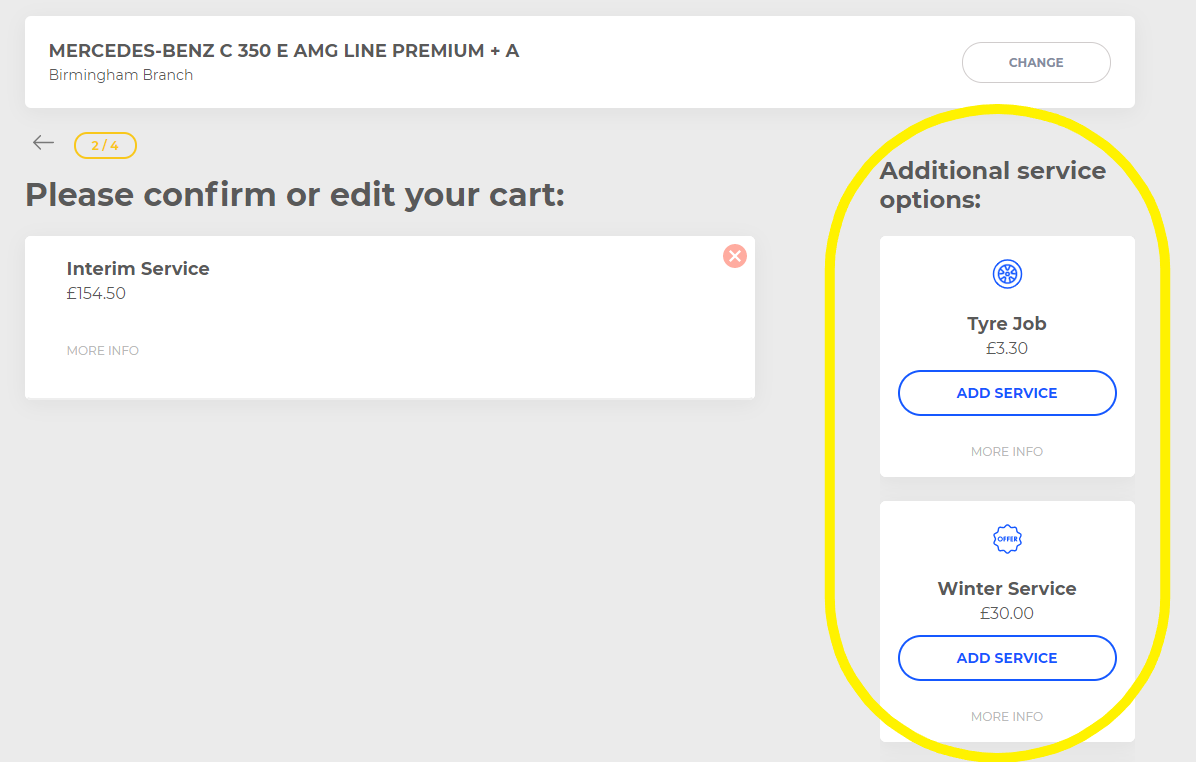 MERCEDES-BENZ C 350 E AMG LINE PREMIUM + A
Birmingham Branch
CHANGE
2 / 4
Please confirm or edit your cart:
Interim Service
£154.50
MORE INFO
Additional service
options:
Tyre Job
£3.30
ADD SERVICE
MORE INFO
OFFER
Winter Service
£30.00
ADD SERVICE
MORE INFO